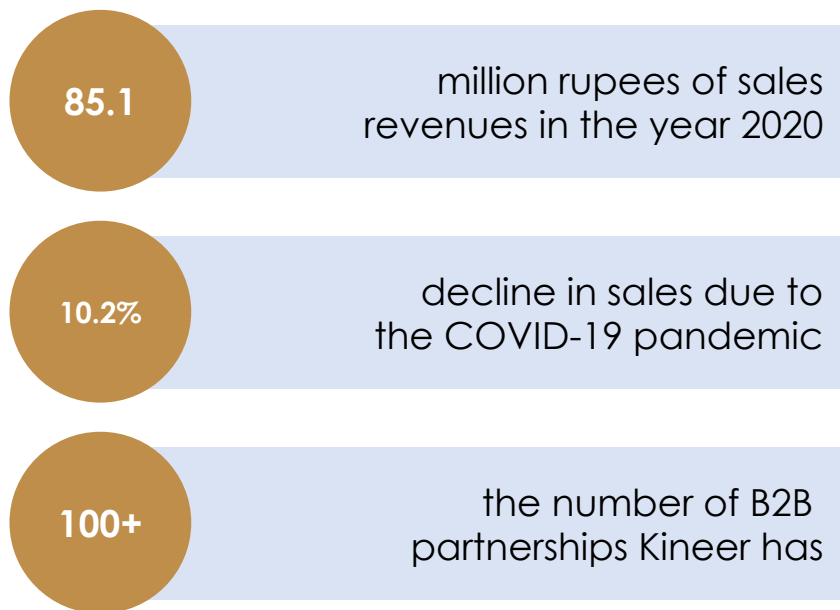 85.1
million rupees of sales
revenues in the year 2020
10.2%
decline in sales due to
the COVID-19 pandemic
100+
the number of B2B
partnerships Kineer has